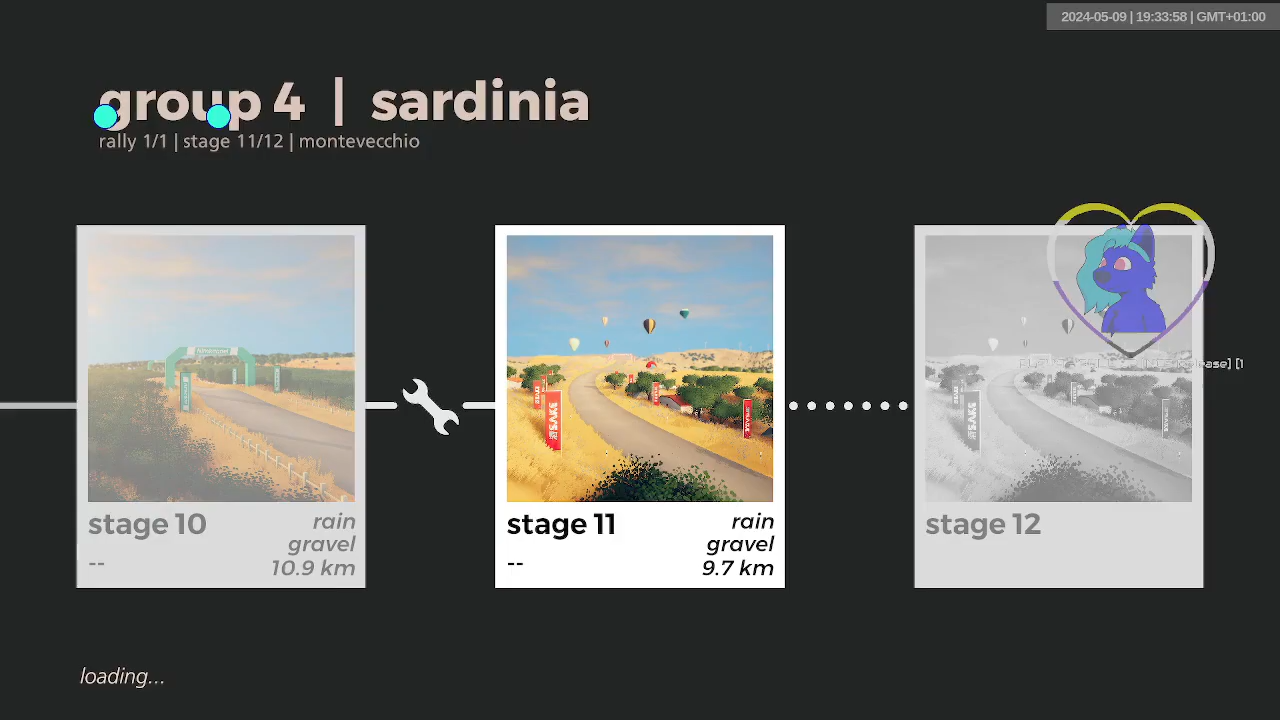 2024-05-09 | 19:33:58 | GMT+01:00
group 4 | sardinia
rally 1/1 | stage 11/12 | montevecchio
stage 10
rain
gravel
--
10.9 km
stage 11
rain
gravel
--
9.7 km
stage 12
loading...